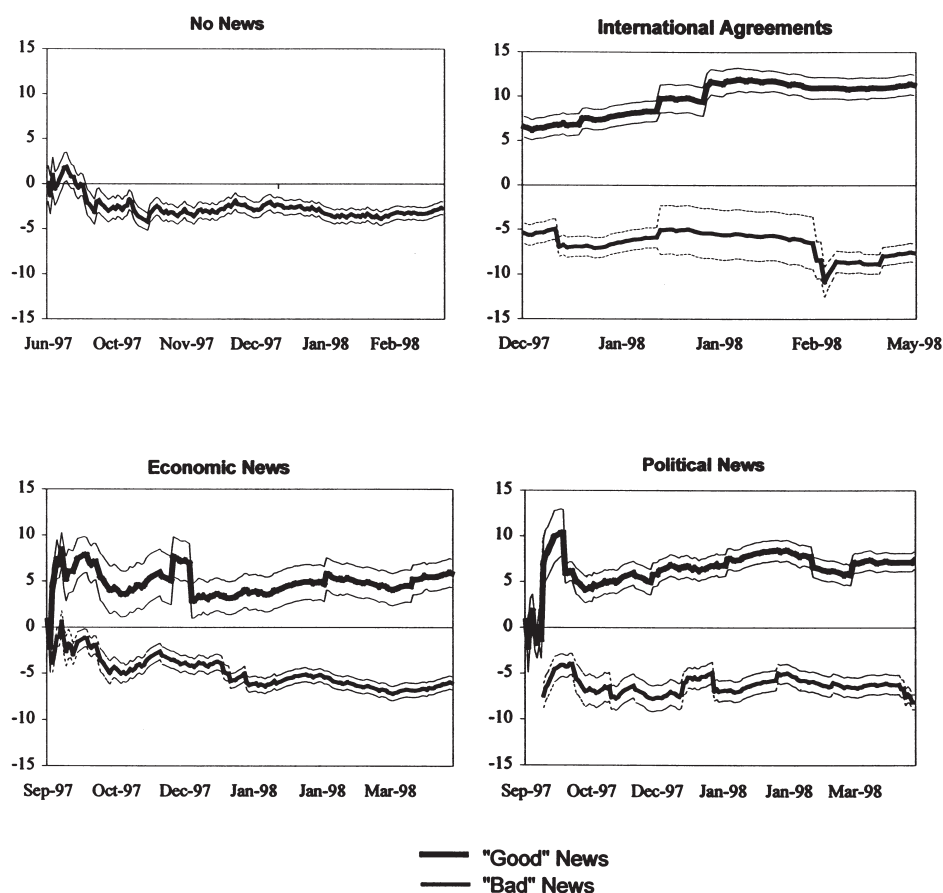 No News
15
10
5
0
-5
-10
-15
Jun-97 Oct-97 Nov-97 Dec-97 Jan-98 Feb-98
International Agreements
15
10
5
0
-5
-10
-15
Dec-97 Jan-98 Jan-98 Feb-98 May-98
Economic News
15
10
5
0
-5
-10
-15
Sep-97 Oct-97 Dec-97 Jan-98 Jan-98 Mar-98
Political News
15
10
5
0
-5
-10
-15
Sep-97 Oct-97 Dec-97 Jan-98 Jan-98 Mar-98
"Good" News
"Bad" News